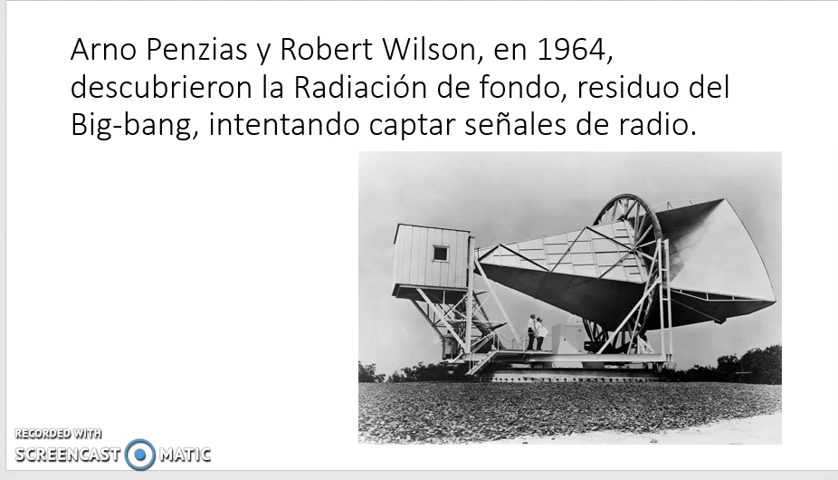 Arno Penzias y Robert Wilson, en 1964,
descubrieron la Radiación de fondo, residuo del
Big-bang, intentando captar señales de radio.
RECORDED WITH
SCREENCAST MATIC